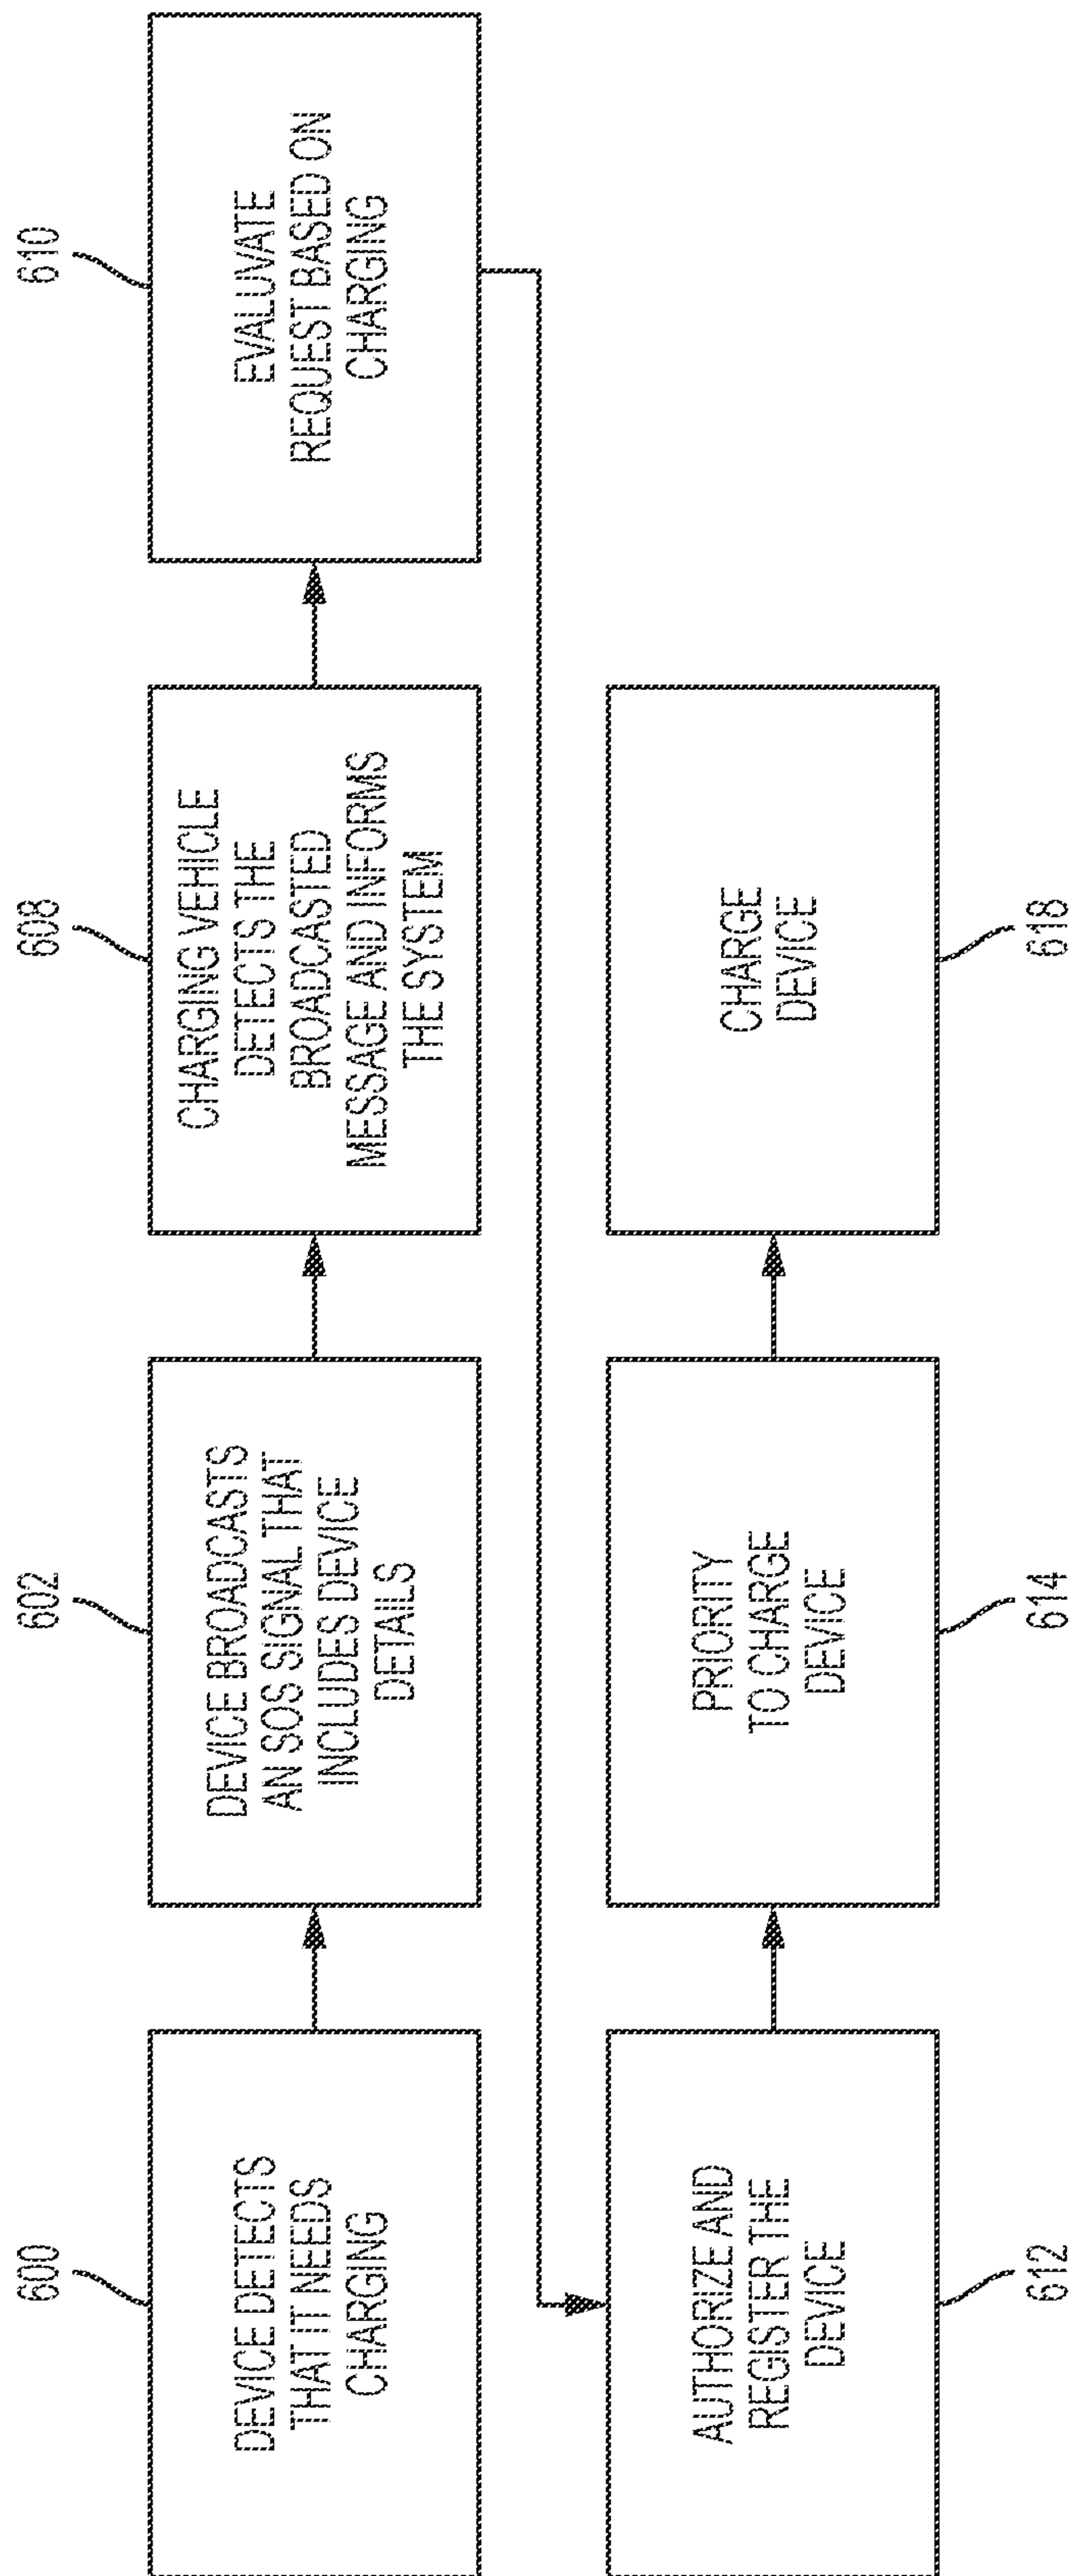 600
DEVICE DETECTS
THAT IT NEEDS
CHARGING
602
DEVICE BROADCASTS
AN SOS SIGNAL THAT
INCLUDES DEVICE
DETAILS
608
CHARGING VEHICLE
DETECTS THE
BROADCASTED
MESSAGE AND INFORMS
THE SYSTEM
610
EVALUVATE
REQUEST BASED ON
CHARGING
AUTHORIZE AND
REGISTER THE
DEVICE
612
PRIORITY
TO CHARGE
DEVICE
614
CHARGE
DEVICE
618